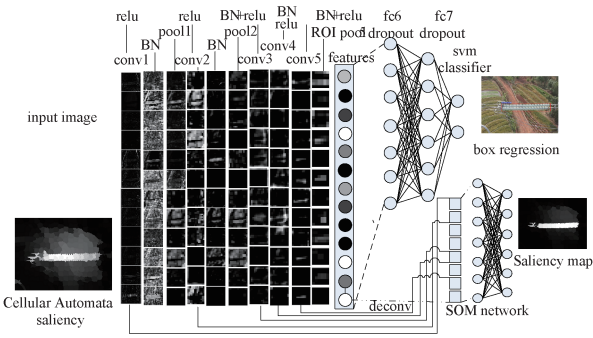 relu
relu
BN+relu
BN
relu
BN+relu
fc6
fc7
BN
pool1
BN
pool2
ROI pool5
dropout
dropout
conv1
conv2
conv3
conv4
conv5
features
svm
classifier
input image
box regression
Cellular Automata
saliency
Saliency map
deconv
SOM network